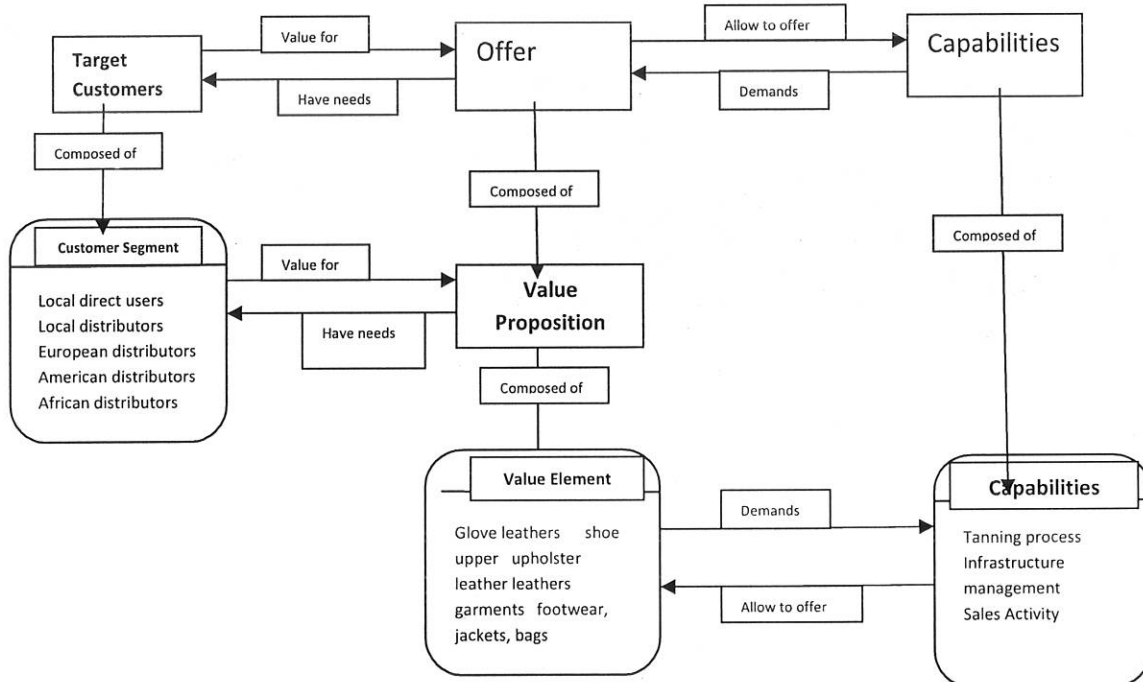 Target
Customers
Value for
Have needs
Offer
Allow to offer
Demands
Capabilities
Composed of
Composed of
Composed of
Customer Segment
Local direct users
Local distributors
European distributors
American distributors
African distributors
Value for
Have needs
Value
Proposition
Composed of
Value Element
Glove leathers shoe
upper upholster
leather leathers
garments footwear,
jackets, bags
Demands
Allow to offer
Capabilities
Tanning process
Infrastructure
management
Sales Activity